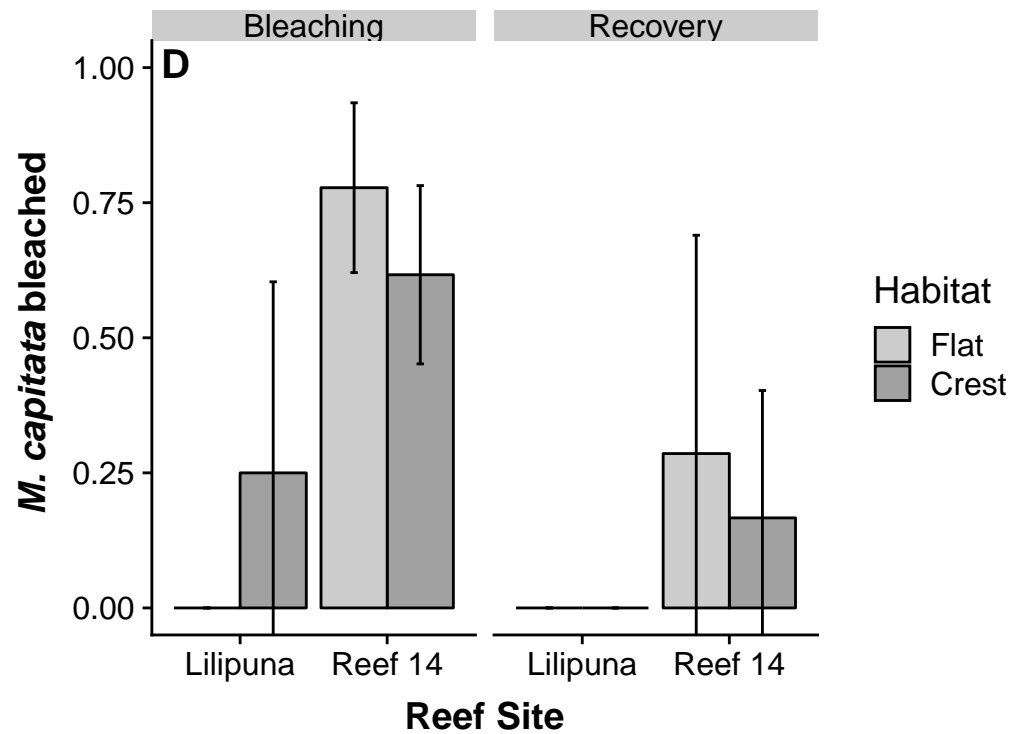 Bleaching
Recovery
D
1.00
0.75
0.50
0.25
0.00
M. capitata bleached
Lilipuna
Reef 14
Lilipuna
Reef 14
Reef Site
Habitat
Flat
Crest